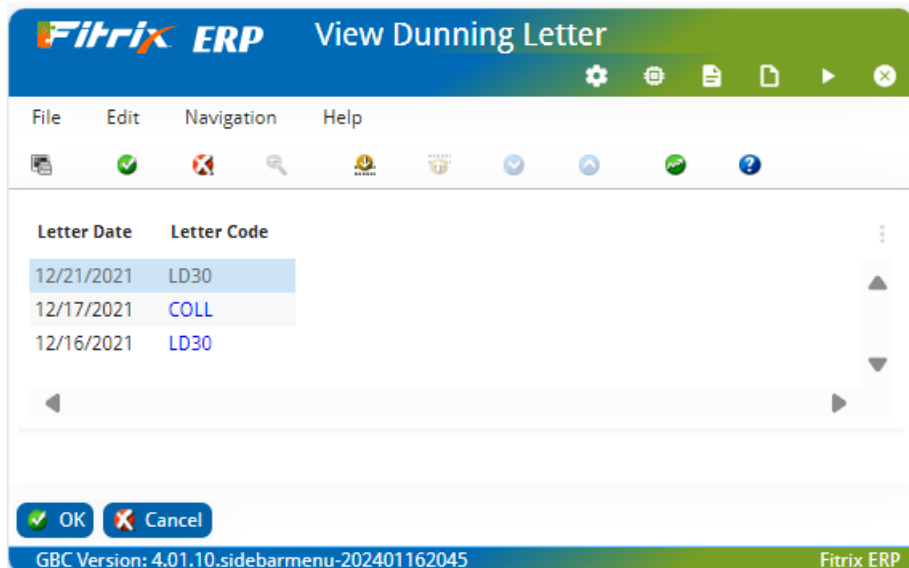 Fitrix ERP View Dunning Letter
File Edit Navigation Help
Letter Date Letter Code
12/21/2021 LD30
12/17/2021 COLL
12/16/2021 LD30
OK Cancel
GBC Version: 4.01.10.sidebarmenu-202401162045 Fitrix ERP